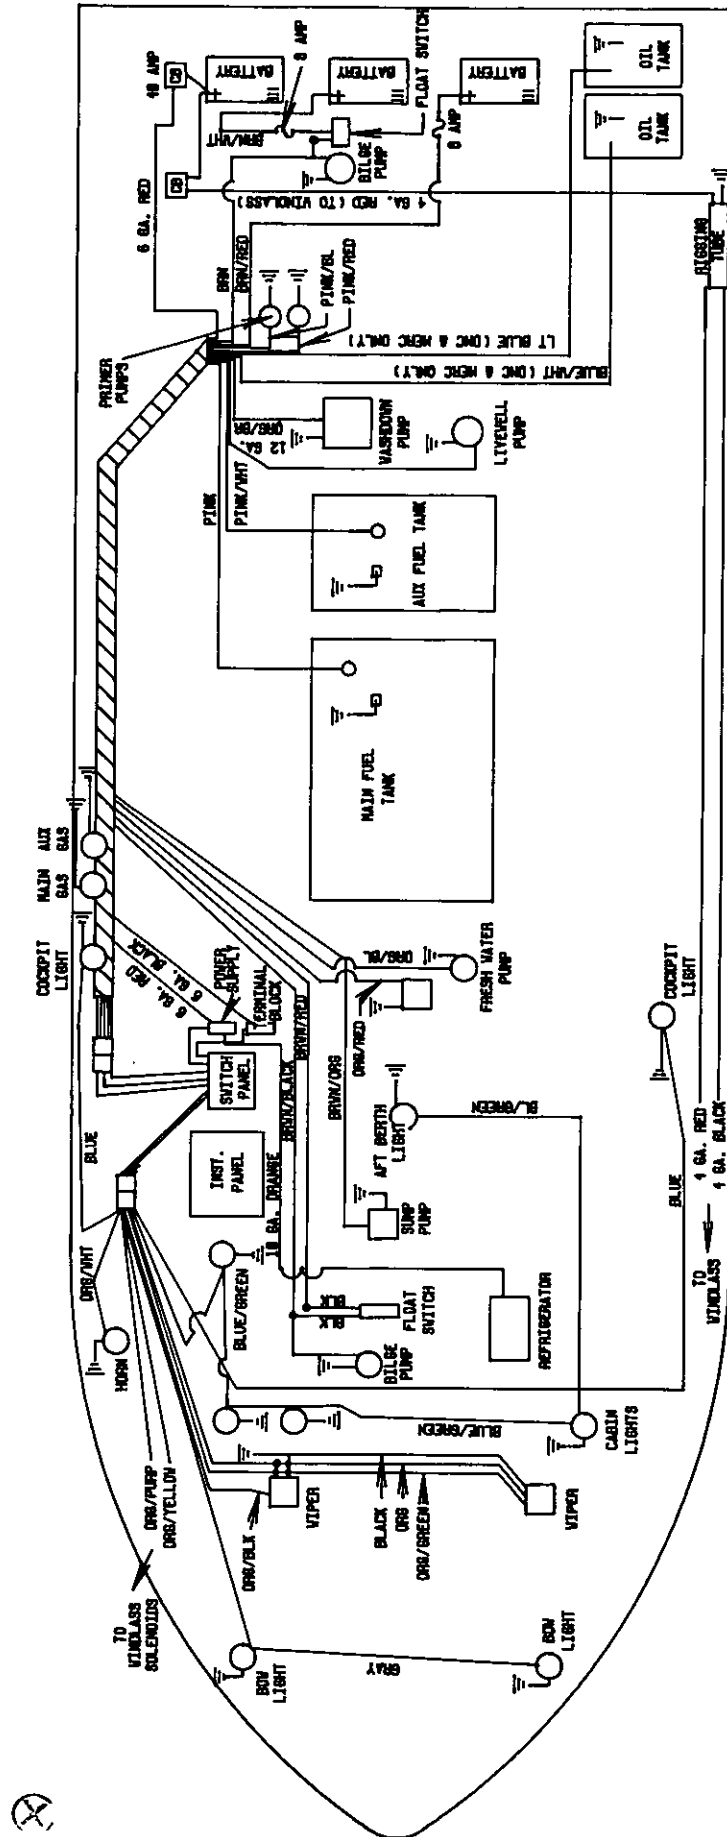 40 AMP
CB
BATTERY
8 AMP
BATTERY
FLOAT SWITCH
BATTERY
OIL
TANK
OIL
TANK
BRN/WHT
BILGE
PUMP
8 AMP
CB
6 GA. RED
4 GA. RED (TO WINDLASS)
RIGGING
TUBE
BRN
BRN/RED
PINK/BL
PINK/RED
LT BLUE (OMC & MERC ONLY)
BLUE/WHT (OMC & MERC ONLY)
PRIMER
PUMPS
12 GA.
ORG/BR
WASHDOWN
PUMP
LIVEWELL
PUMP
PINK
PINK/WHT
AUX FUEL TANK
MAIN FUEL
TANK
AUX
GAS
MAIN
GAS
COCKPIT
LIGHT
6 GA. RED
6 GA. BLACK
POWER
SUPPLY
TERMINAL
BLOCK
BRWN/RED
ORG/RED
ORG/BL
FRESH WATER
PUMP
COCKPIT
LIGHT
SWITCH
PANEL
BRWN/BLACK
BRWN/ORG
BL/GREEN
BLUE
INST.
PANEL
10 GA. ORANGE
AFT BERTH
LIGHT
SUMP
PUMP
BLUE
4 GA. RED
4 GA. BLACK
TO
WINDLASS
ORG/WHT
HORN
BLUE/GREEN
BLK
BLK
FLOAT
SWITCH
BILGE
PUMP
REFRIGERATOR
BLUE/GREEN
CABIN
LIGHTS
ORG/PURP
ORG/YELLOW
TO
WINDLASS
SOLENOIDS
ORG/BLK
WIPER
BLACK
ORG
ORG/GREEN
WIPER
BOW
LIGHT
GRAY
BOW
LIGHT